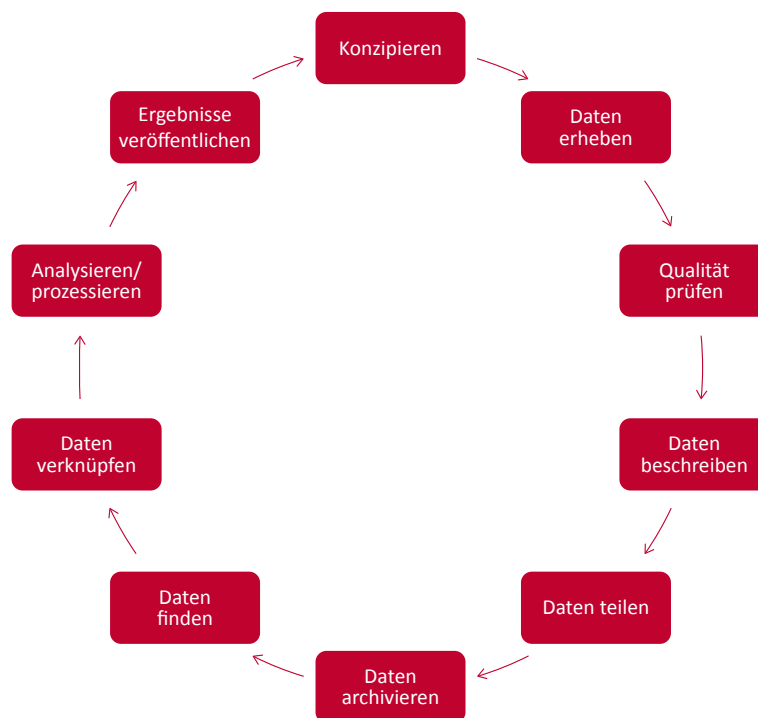 Konzipieren
Daten
erheben
Qualität
prüfen
Daten
beschreiben
Daten teilen
Daten
archivieren
Daten
finden
Daten
verknüpfen
Analysieren/
prozessieren
Ergebnisse
veröffentlichen